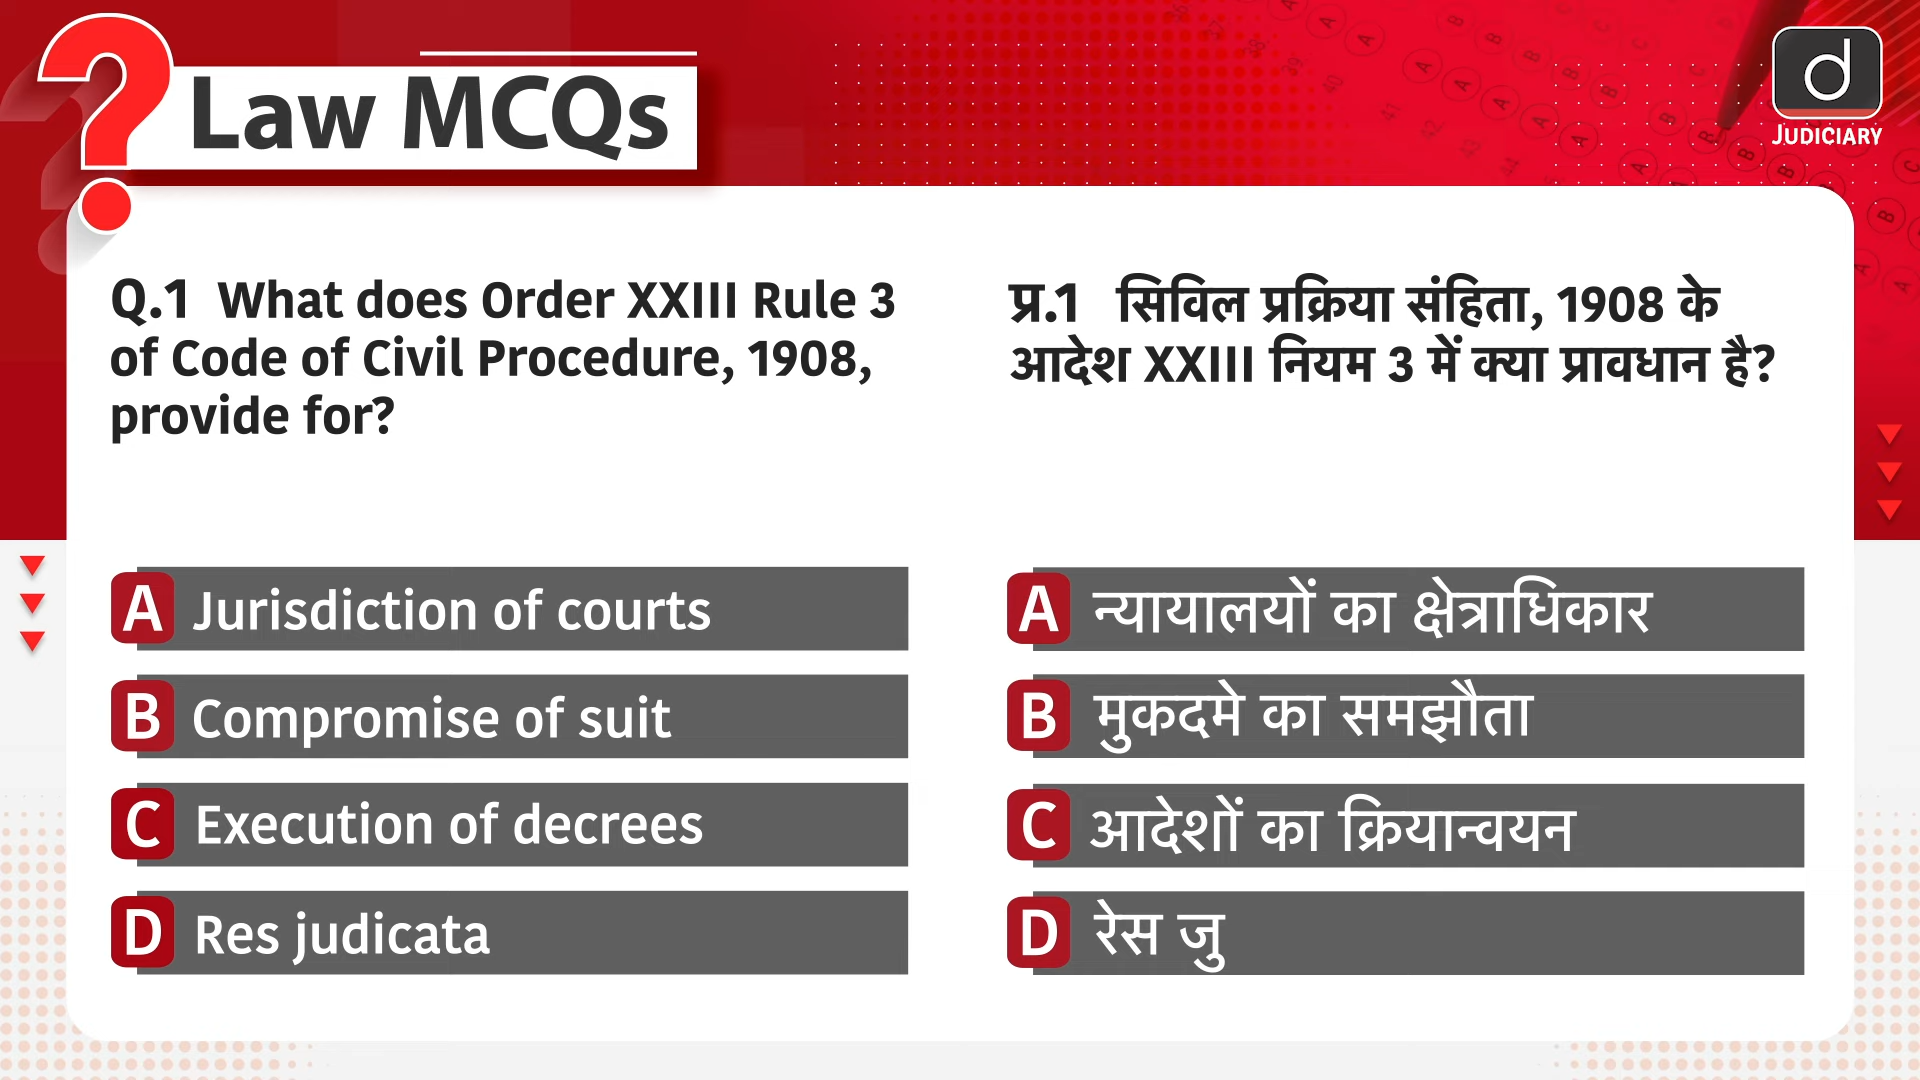 ?
Law MCQs
d
JUDICIARY
Q.1 What does Order XXIII Rule 3
of Code of Civil Procedure, 1908,
provide for?
A Jurisdiction of courts
B Compromise of suit
C Execution of decrees
D Res judicata
प्र.1 सिविल प्रक्रिया संहिता, 1908 के
आदेश XXIII नियम 3 में क्या प्रावधान है?
A न्यायालयों का क्षेत्राधिकार
B मुकदमे का समझौता
C आदेशों का क्रियान्वयन
D रेस जु